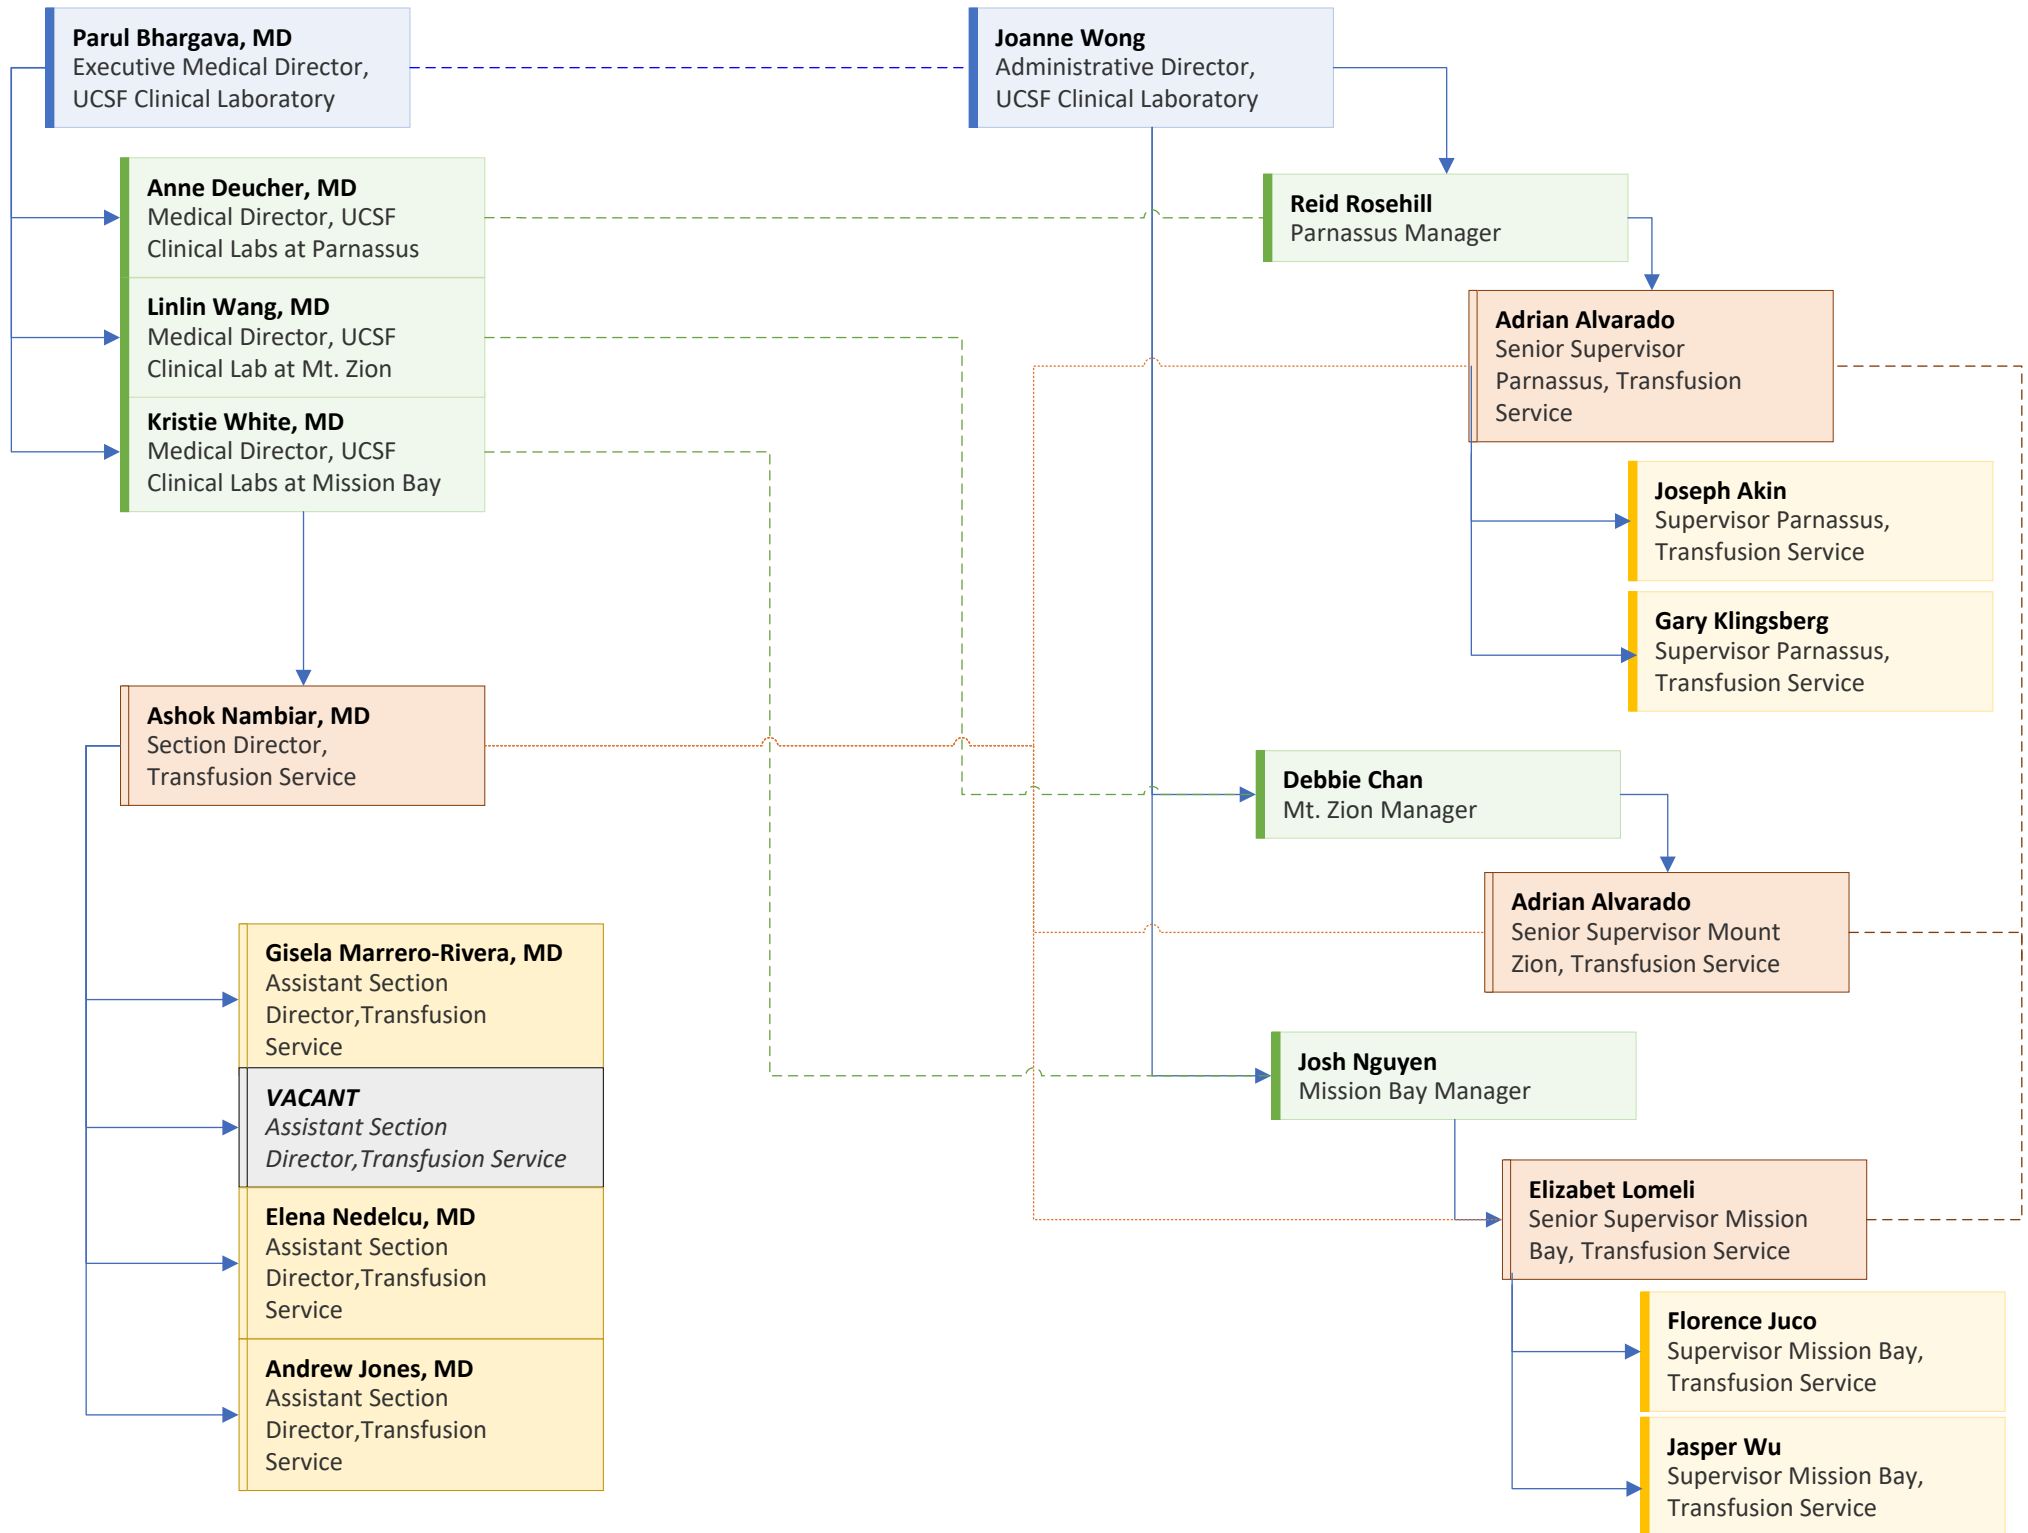 Parul Bhargava, MD
Executive Medical Director,
UCSF Clinical Laboratory
Joanne Wong
Administrative Director,
UCSF Clinical Laboratory
Anne Deucher, MD
Medical Director, UCSF
Clinical Labs at Parnassus
Linlin Wang, MD
Medical Director, UCSF
Clinical Lab at Mt. Zion
Kristie White, MD
Medical Director, UCSF
Clinical Labs at Mission Bay
Ashok Nambiar, MD
Section Director,
Transfusion Service
Gisela Marrero-Rivera, MD
Assistant Section
Director,Transfusion
Service
VACANT
Assistant Section
Director,Transfusion Service
Elena Nedelcu, MD
Assistant Section
Director,Transfusion
Service
Andrew Jones, MD
Assistant Section
Director,Transfusion
Service
Reid Rosehill
Parnassus Manager
Adrian Alvarado
Senior Supervisor
Parnassus, Transfusion
Service
Joseph Akin
Supervisor Parnassus,
Transfusion Service
Gary Klingsberg
Supervisor Parnassus,
Transfusion Service
Debbie Chan
Mt. Zion Manager
Adrian Alvarado
Senior Supervisor Mount
Zion, Transfusion Service
Josh Nguyen
Mission Bay Manager
Elizabet Lomeli
Senior Supervisor Mission
Bay, Transfusion Service
Florence Juco
Supervisor Mission Bay,
Transfusion Service
Jasper Wu
Supervisor Mission Bay,
Transfusion Service